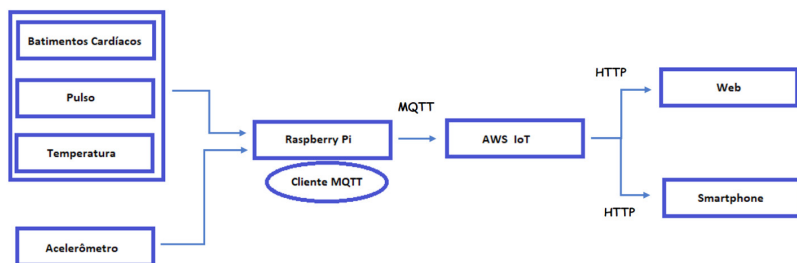 Batimentos Cardíacos
Pulso
Temperatura
Acelerômetro
Raspberry Pi
Cliente MQTT
MQTT
AWS IoT
HTTP
Web
HTTP
Smartphone